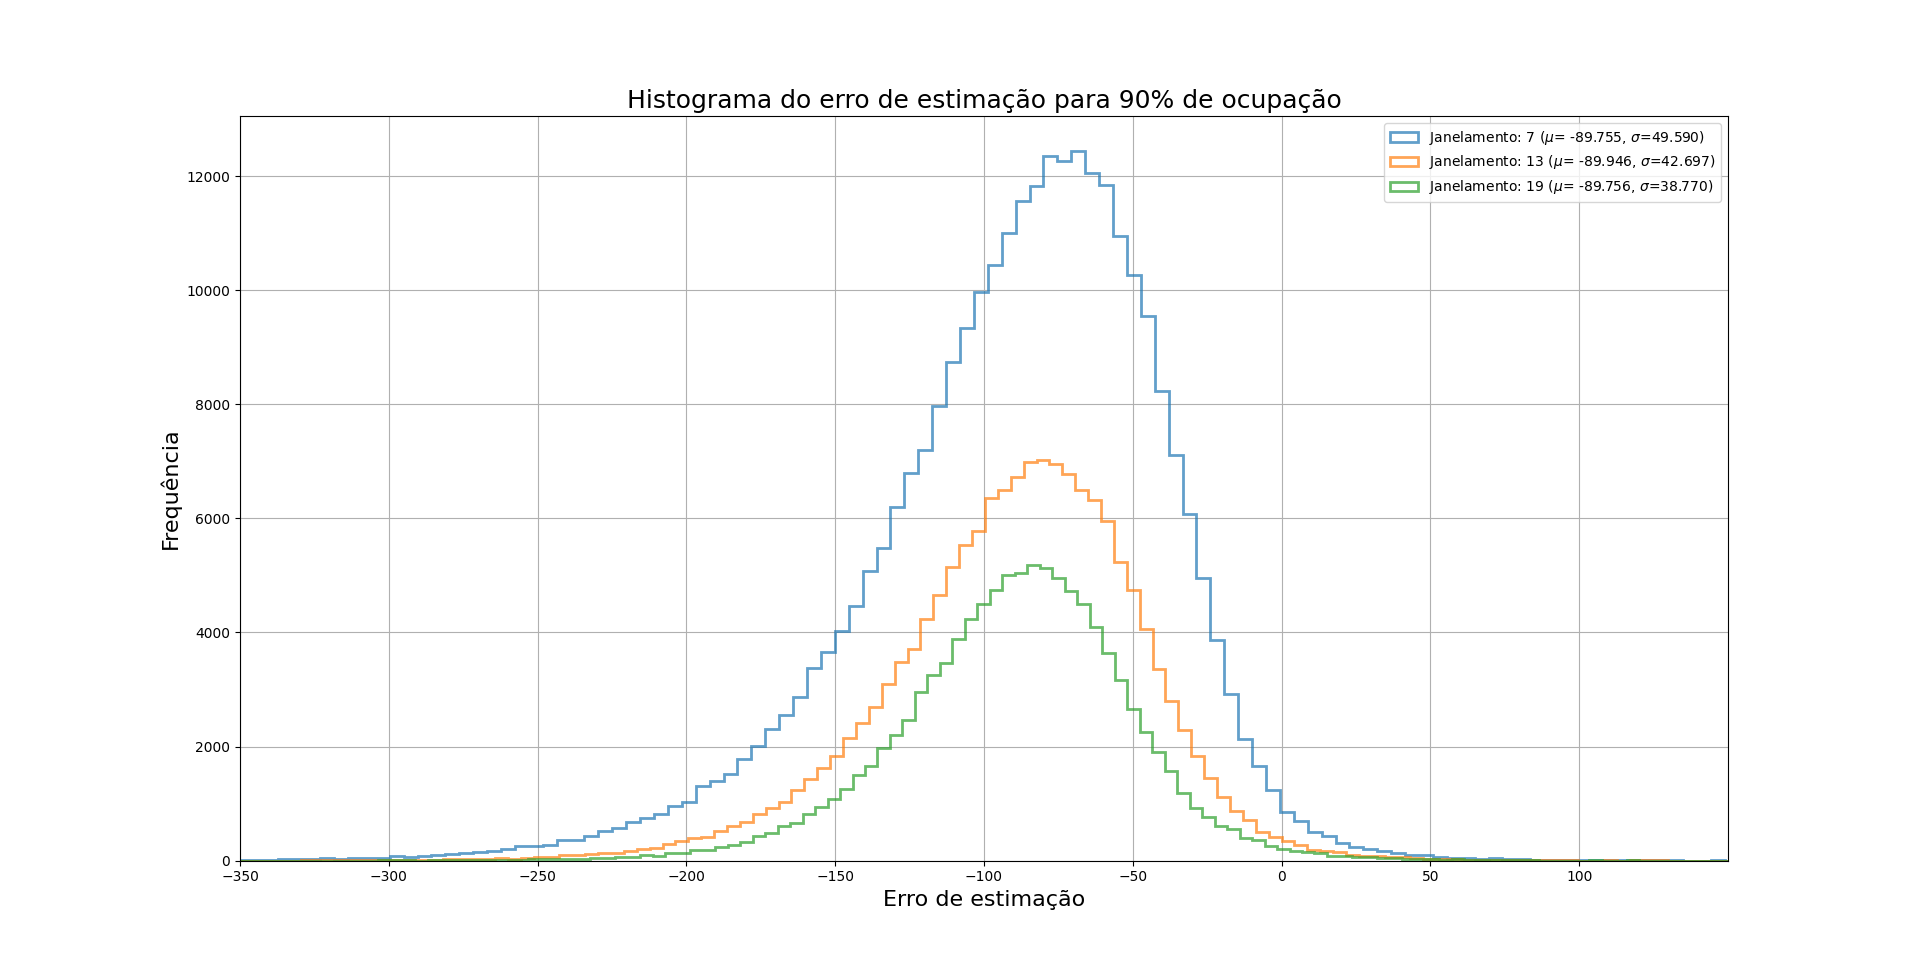 Histograma do erro de estimação para 90% de ocupação
Janelamento: 7 (μ= -89.755, σ=49.590)
Janelamento: 13 (μ= -89.946, σ=42.697)
Janelamento: 19 (μ= -89.756, σ=38.770)
12000
10000
8000
6000
4000
2000
0
Frequência
−350 −300 −250 −200 −150 −100 −50 0 50 100
Erro de estimação